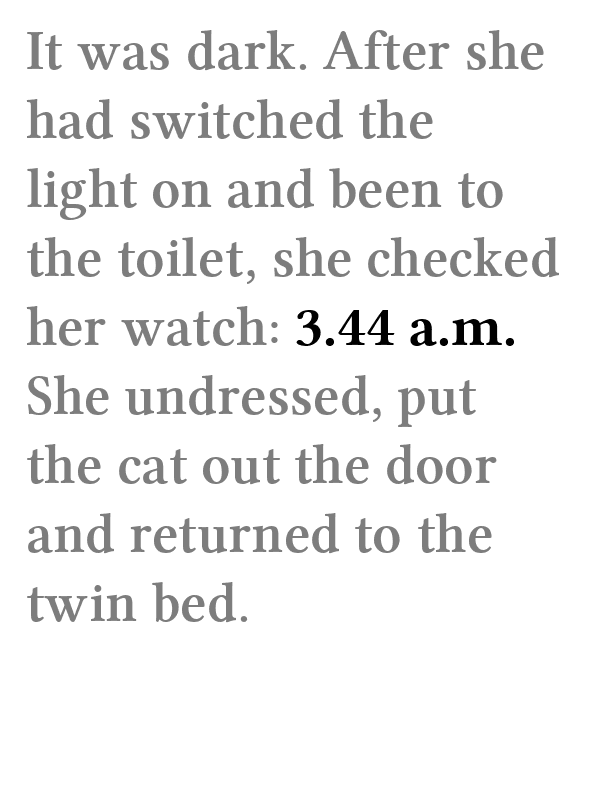 It was dark. After she
had switched the
light on and been to
the toilet, she checked
her watch: 3.44 a.m.
She undressed, put
the cat out the door
and returned to the
twin bed.